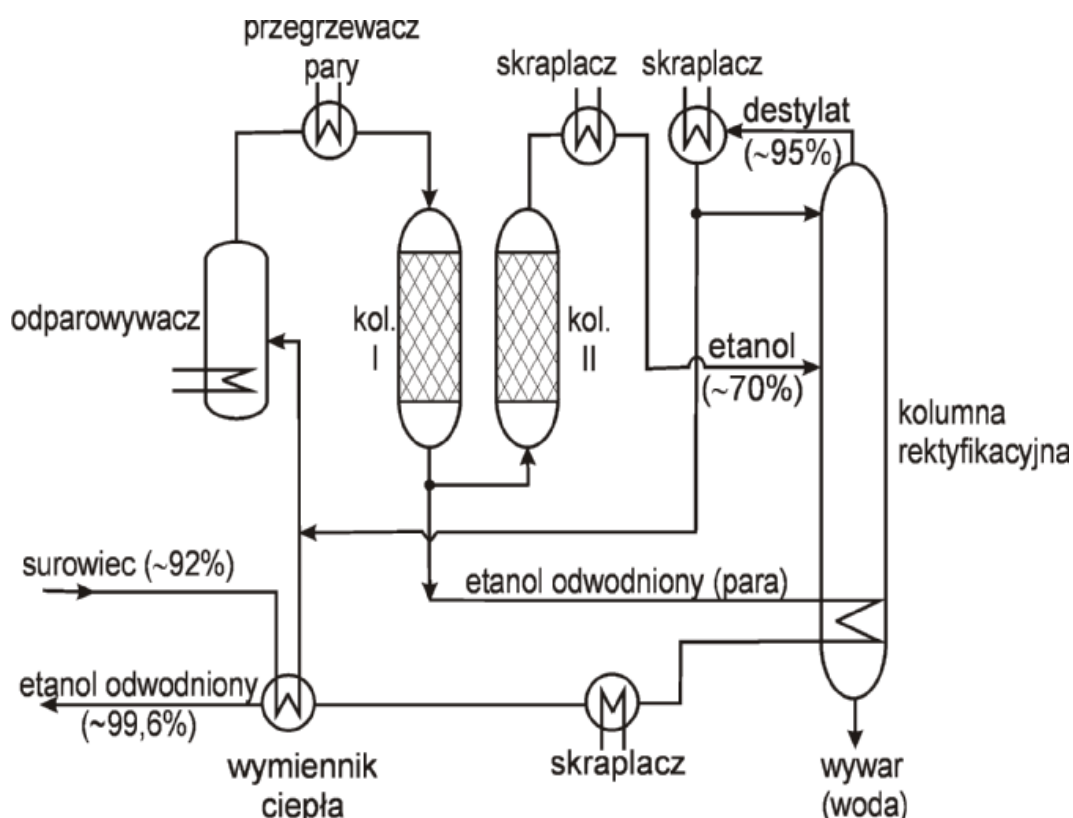 przegrzewacz
pary
skraplacz
skraplacz
destylat
(~95%)
odparowywacz
kol.
I
kol.
II
etanol
(~70%)
kolumna
rektyfikacyjna
surowiec (~92%)
etanol odwodniony (para)
etanol odwodniony
(~99,6%)
wymiennik
ciepła
skraplacz
wywar
(woda)